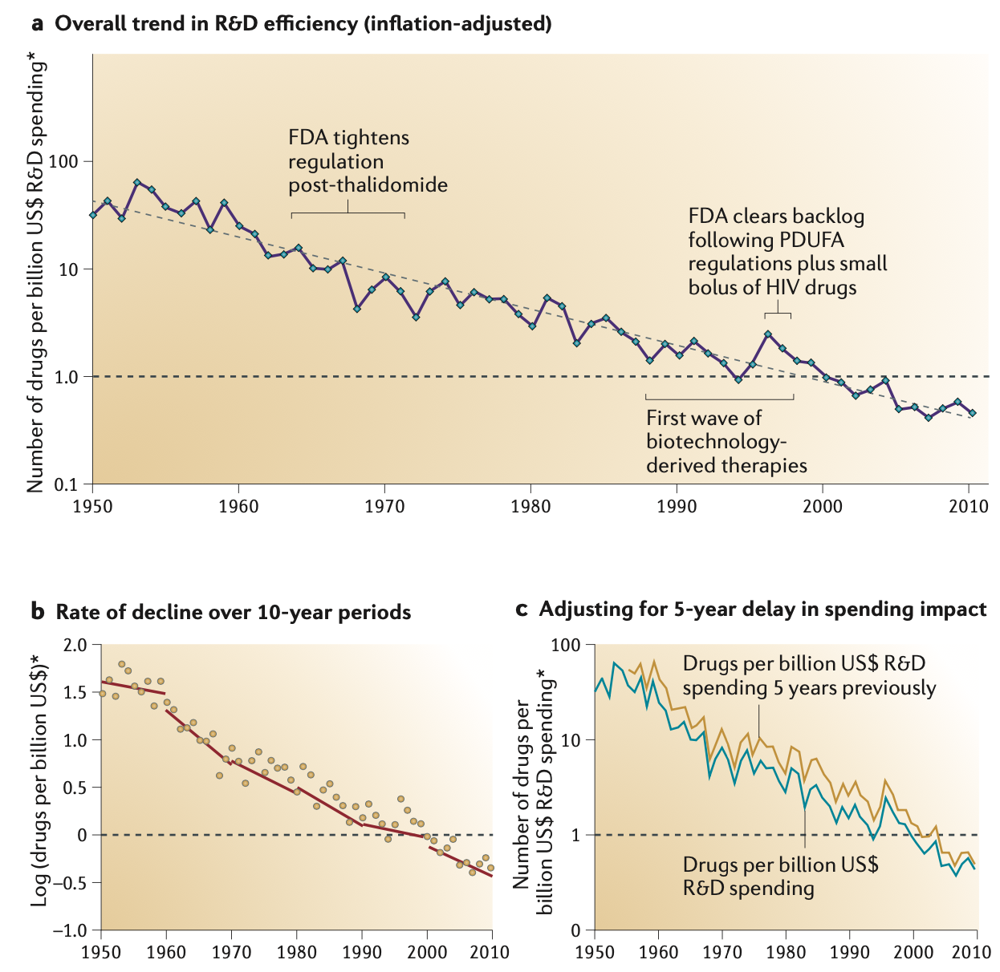 a Overall trend in R&D efficiency (inflation-adjusted)
Number of drugs per billion US$ R&D spending*
100
10
1.0
0.1
FDA tightens
regulation
post-thalidomide
FDA clears backlog
following PDUFA
regulations plus small
bolus of HIV drugs
First wave of
biotechnology-
derived therapies
1950 1960 1970 1980 1990 2000 2010
b Rate of decline over 10-year periods
Log (drugs per billion US$)*
2.0
1.5
1.0
0.5
0
–0.5
–1.0
1950 1960 1970 1980 1990 2000 2010
c Adjusting for 5-year delay in spending impact
Number of drugs per
billion US$ R&D spending*
100
10
1
0
Drugs per billion US$ R&D
spending 5 years previously
Drugs per billion US$
R&D spending
1950 1960 1970 1980 1990 2000 2010